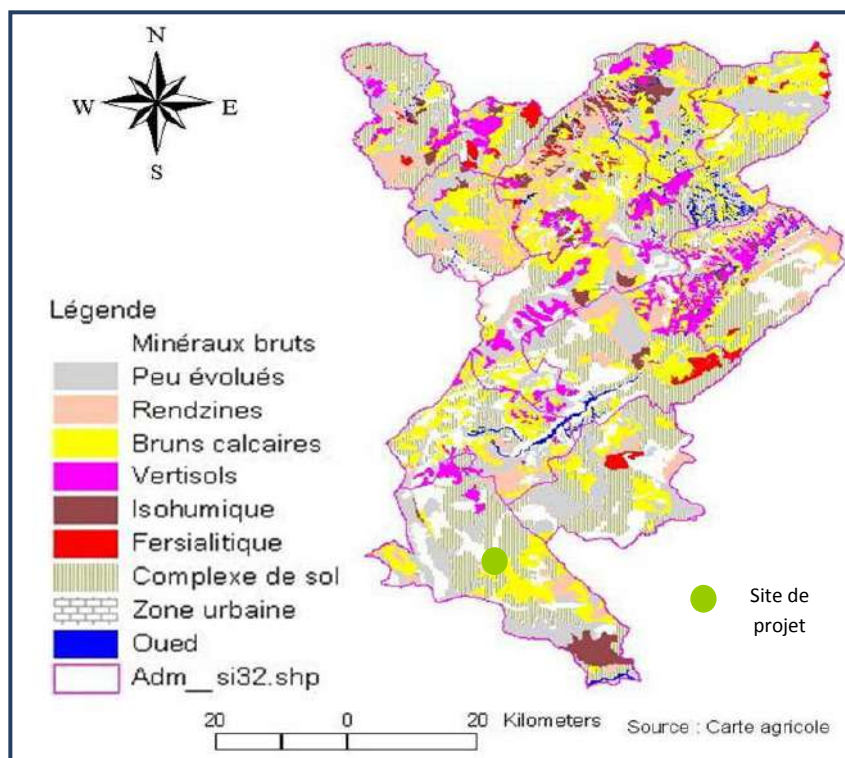 N
W E
S
Légende
Minéraux bruts
Peu évolués
Rendzines
Bruns calcaires
Vertisols
Isohumique
Fersialitique
Complexe de sol
Zone urbaine
Oued
Adm__si32.shp
Site de
projet
20 0 20 Kilometers
Source : Carte agricole